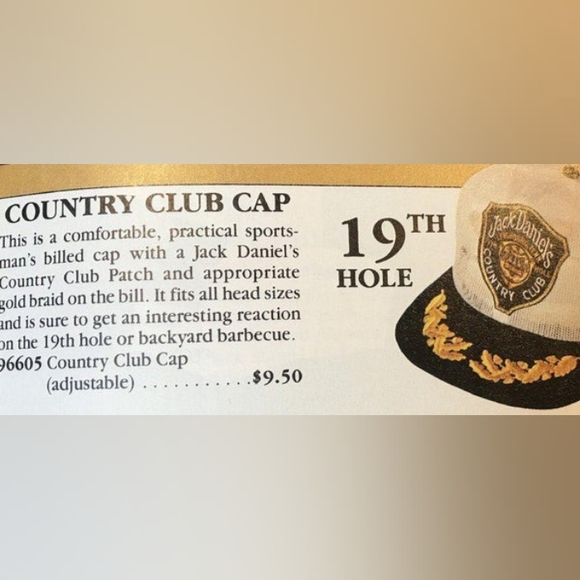 COUNTRY CLUB CAP
This is a comfortable, practical sports-
man's billed cap with a Jack Daniel's
Country Club Patch and appropriate
gold braid on the bill. It fits all head sizes
and is sure to get an interesting reaction
on the 19th hole or backyard barbecue.
96605 Country Club Cap
(adjustable) ...........$9.50
19TH
HOLE
Jack Daniel's
COUNTRY CLUB